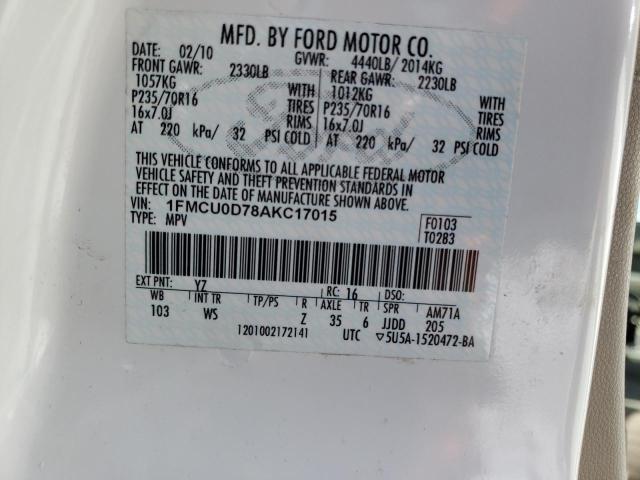 MFD. BY FORD MOTOR CO.
DATE: 02/10 GVWR: 4440LB/ 2014KG
FRONT GAWR: 2330LB REAR GAWR: 2230LB
1057KG WITH 1012KG WITH
P235/70R16 TIRES P235/70R16 TIRES
16x7.0J RIMS 16x7.0J RIMS
AT 220 kPa/ 32 PSI COLD AT 220 kPa/ 32 PSI COLD
THIS VEHICLE CONFORMS TO ALL APPLICABLE FEDERAL MOTOR
VEHICLE SAFETY AND THEFT PREVENTION STANDARDS IN
EFFECT ON THE DATE OF MANUFACTURE SHOWN ABOVE.
VIN: 1FMCU0D78AKC17015
TYPE: MPV F0103
T0283
EXT PNT: YZ RC: 16 DSO:
WB INT TR TP/PS R AXLE TR SPR AM71A
103 WS Z 35 6 JJDD 205
1201002172141 UTC ▽5U5A-1520472-BA